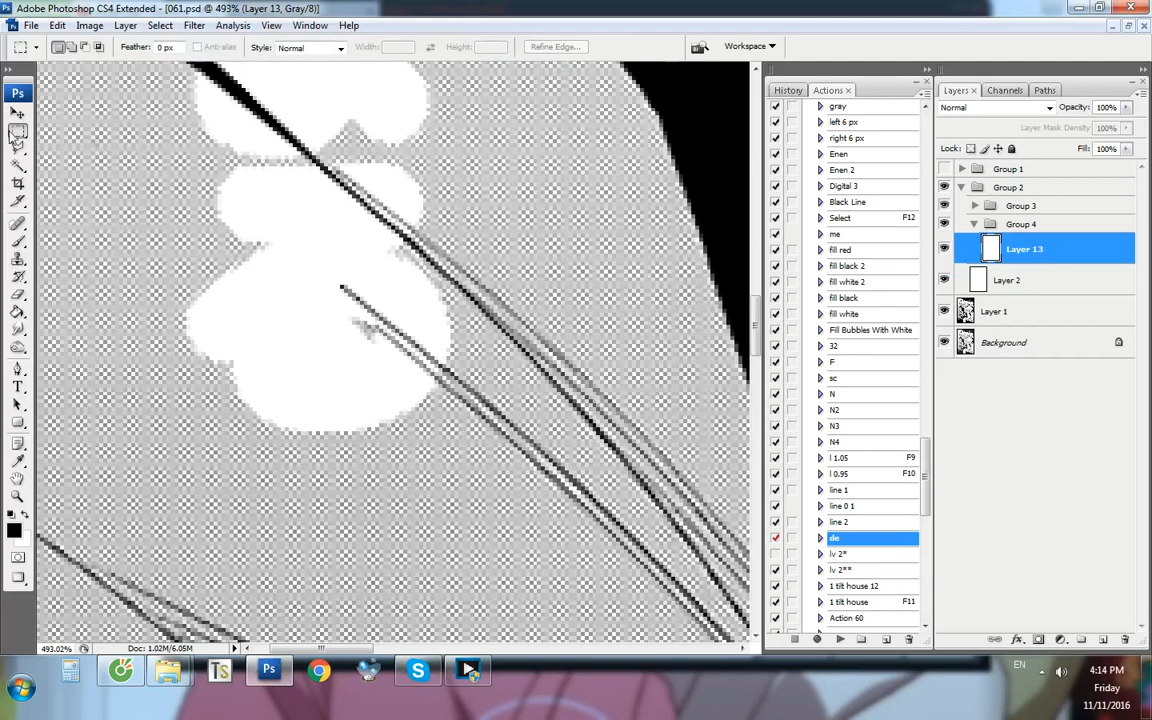 Adobe Photoshop CS4 Extended - [061.psd @ 493% (Layer 13, Gray/8)]
File Edit Image Layer Select Filter Analysis View Window Help
Feather: 0 px Anti-alias Style: Normal Width: Height: Refine Edge... Workspace
Ps
History Actions
gray
left 6 px
right 6 px
Enen
Enen 2
Digital 3
Black Line
Select F12
me
fill red
fill black 2
fill white 2
fill black
fill white
Fill Bubbles With White
32
F
sc
N
N2
N3
N4
l 1.05 F9
l 0.95 F10
line 1
line 0 1
line 2
de
lv 2*
lv 2**
1 tilt house 12
1 tilt house F11
Action 60
Layers Channels Paths
Normal Opacity: 100%
Layer Mask Density: 100%
Lock: Fill: 100%
Group 1
Group 2
Group 3
Group 4
Layer 13
Layer 2
Layer 1
Background
493.02% Doc: 1.02M/6.05M
TS
Ps
S
EN
4:14 PM
Friday
11/11/2016